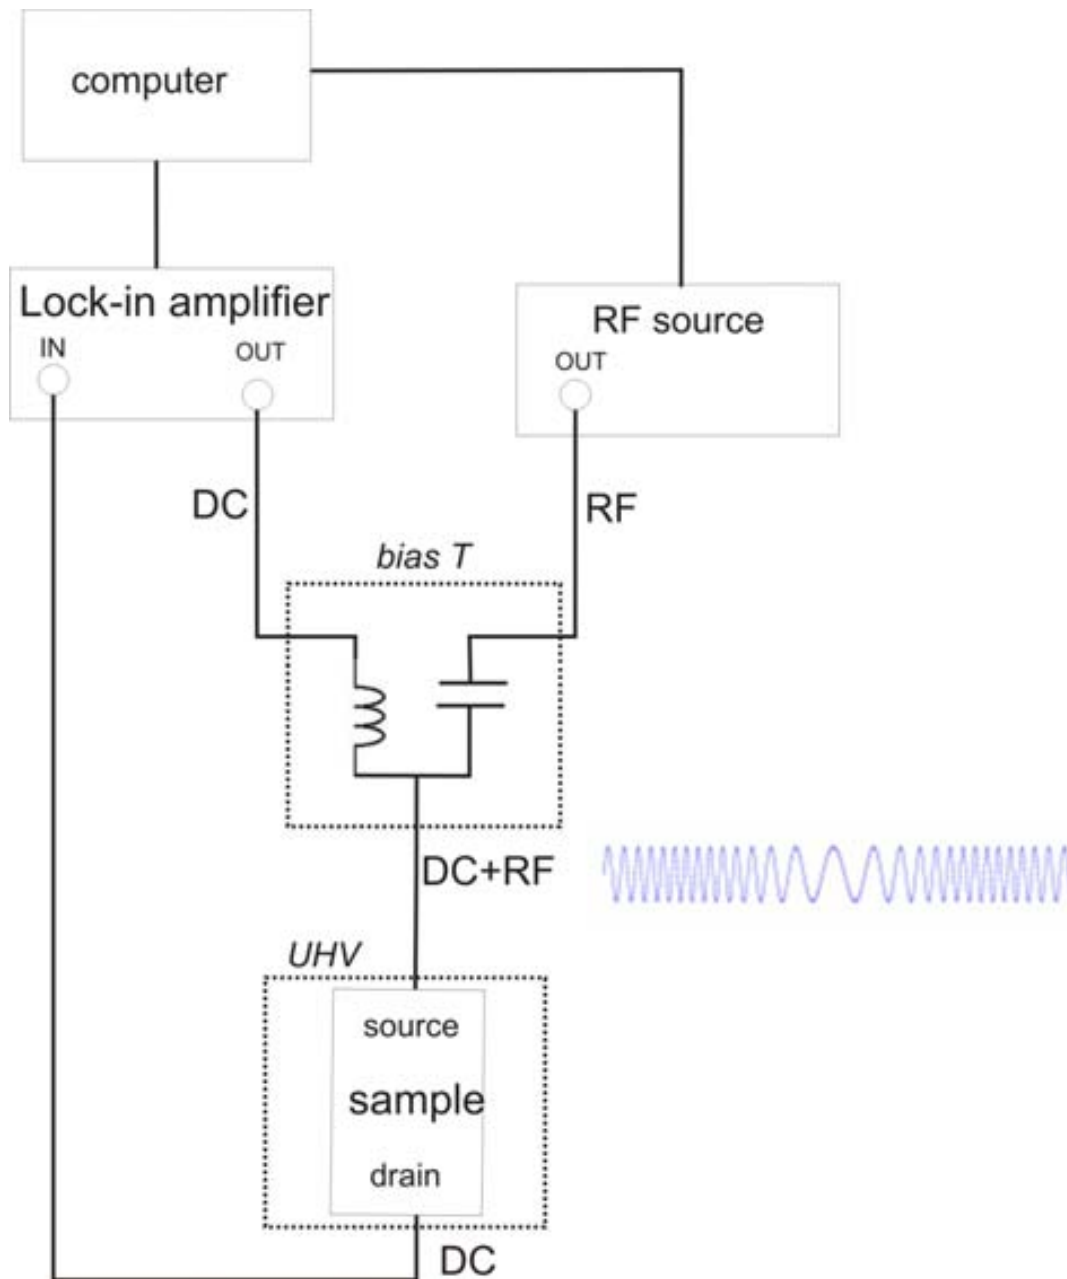 computer
Lock-in amplifier
IN
OUT
RF source
OUT
DC
RF
bias T
DC+RF
UHV
source
sample
drain
DC